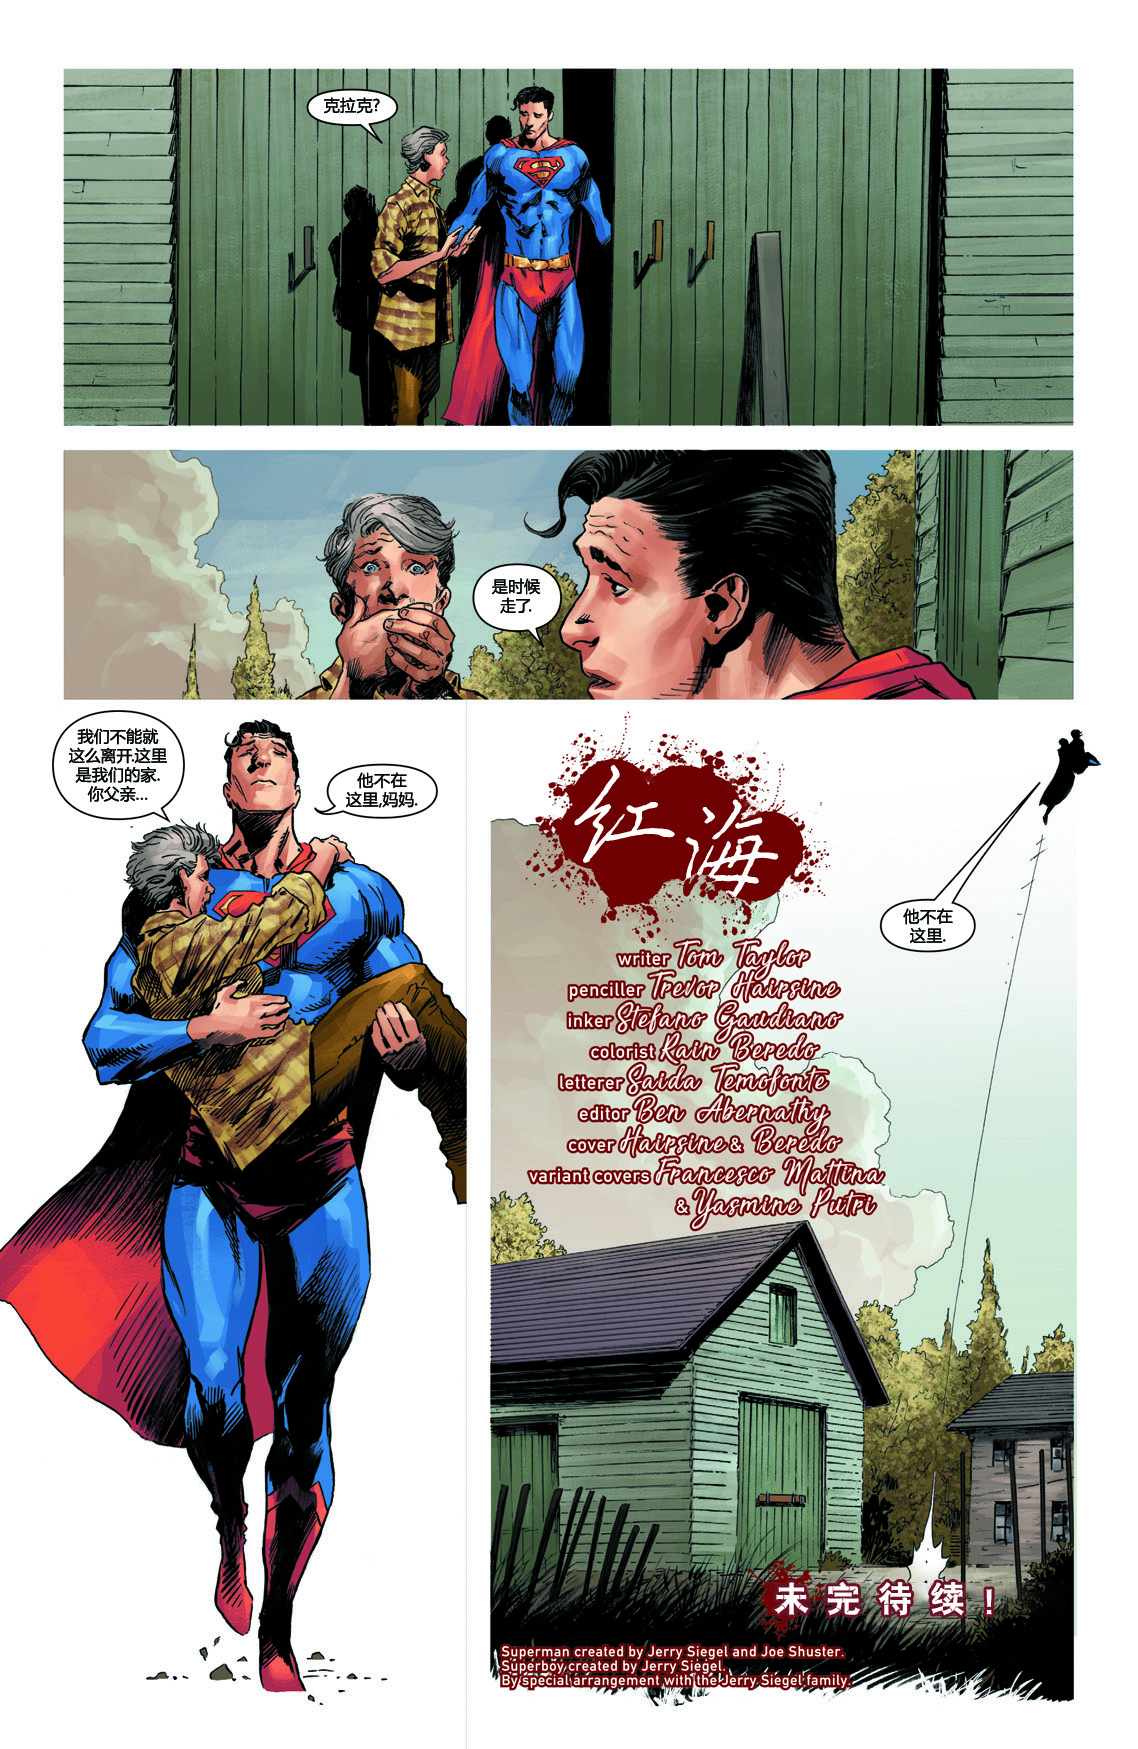 克拉克?
是时候
走了.
我们不能就
这么离开.这里
是我们的家.
你父亲...
他不在
这里,妈妈.
红海
他不在
这里.
writer Tom Taylor
penciller Trevor Hairsine
inker Stefano Gaudiano
colorist Rain Beredo
letterer Saida Temofonte
editor Ben Abernathy
cover Hairsine & Beredo
variant covers Francesco Mattina
& Yasmine Putri
未完待续!
Superman created by Jerry Siegel and Joe Shuster.
Superboy created by Jerry Siegel.
By special arrangement with the Jerry Siegel family.